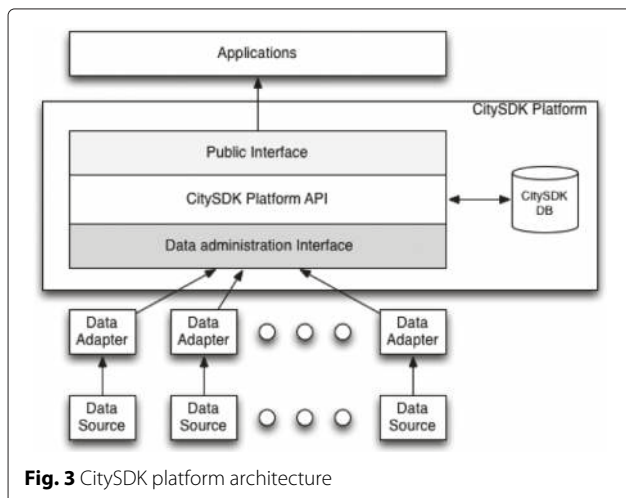 Applications
CitySDK Platform
Public Interface
CitySDK Platform API
CitySDK
DB
Data administration Interface
Data
Adapter
Data
Adapter
Data
Adapter
Data
Source
Data
Source
Data
Source
Fig. 3 CitySDK platform architecture